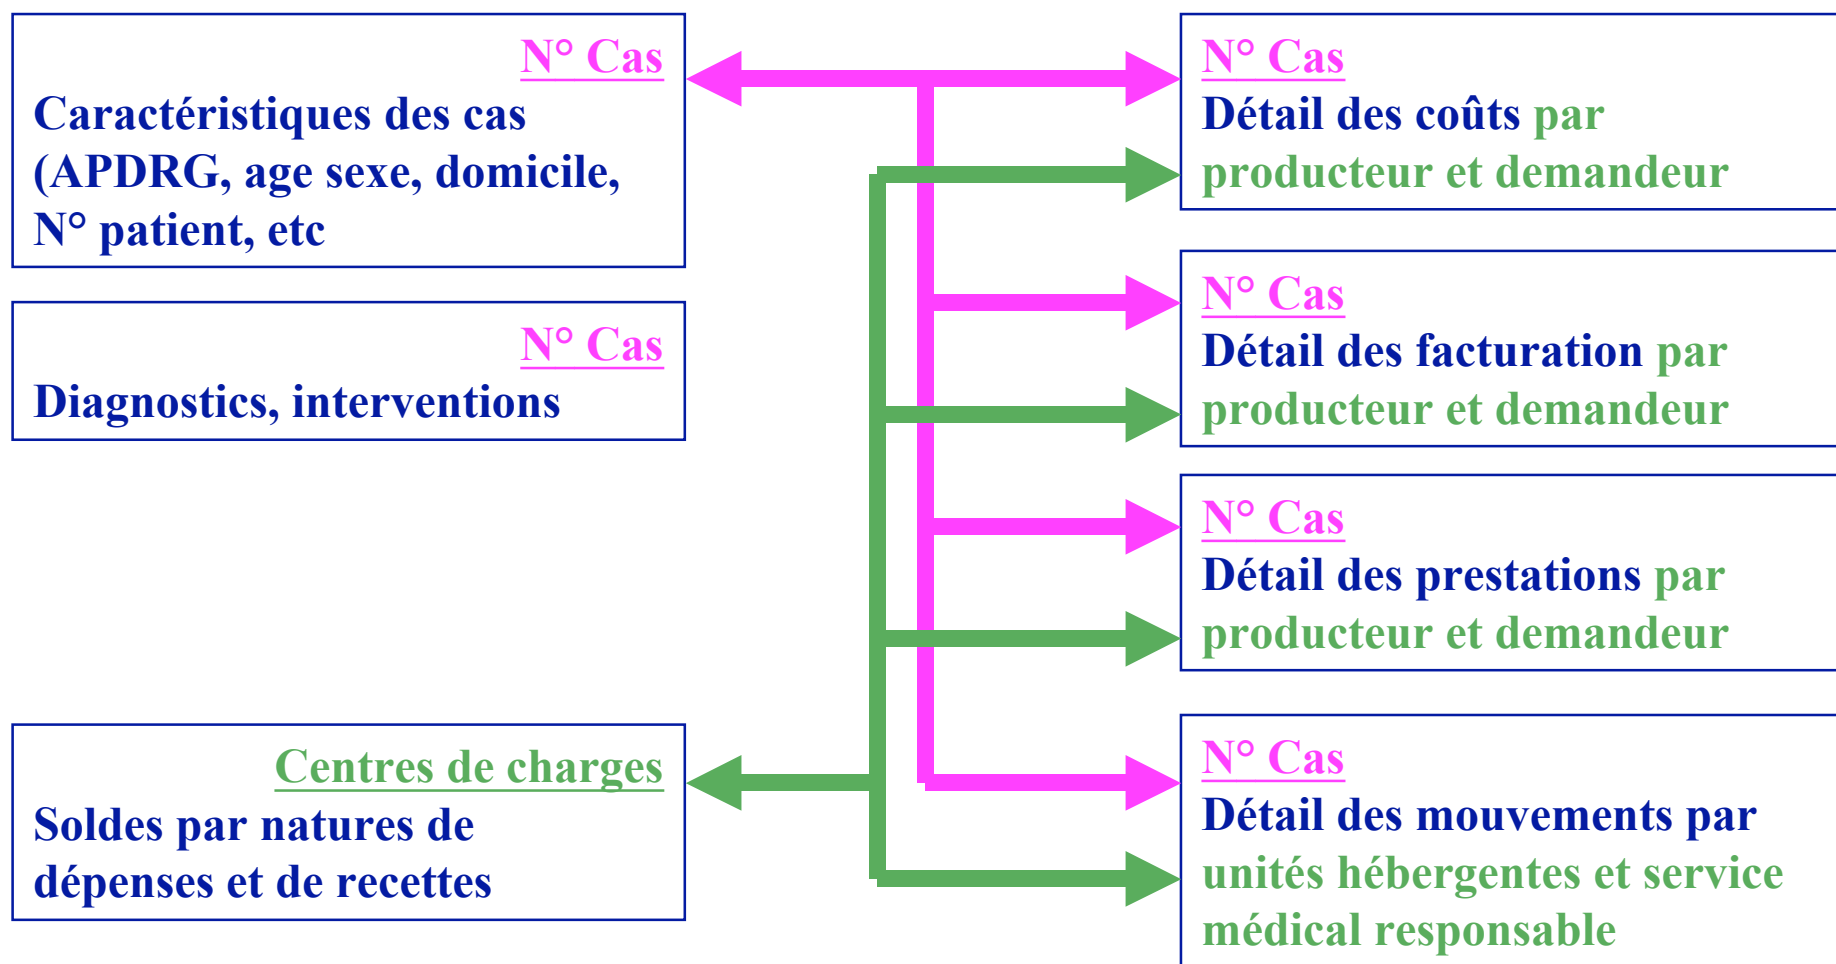 N° Cas
Caractéristiques des cas
(APDRG, age sexe, domicile,
N° patient, etc
N° Cas
Diagnostics, interventions
Centres de charges
Soldes par natures de
dépenses et de recettes
N° Cas
Détail des coûts par
producteur et demandeur
N° Cas
Détail des facturation par
producteur et demandeur
N° Cas
Détail des prestations par
producteur et demandeur
N° Cas
Détail des mouvements par
unités hébergentes et service
médical responsable